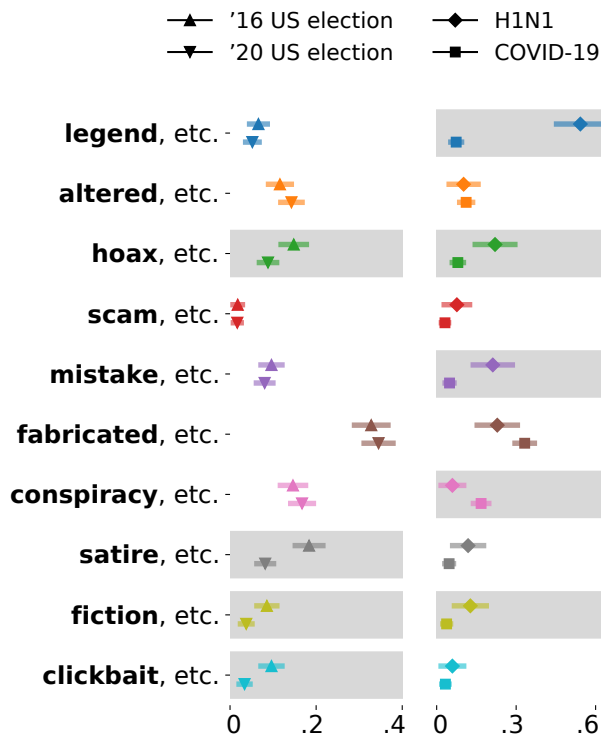 '16 US election
'20 US election
H1N1
COVID-19
legend, etc.
altered, etc.
hoax, etc.
scam, etc.
mistake, etc.
fabricated, etc.
conspiracy, etc.
satire, etc.
fiction, etc.
clickbait, etc.
0 .2 .4 0 .3 .6